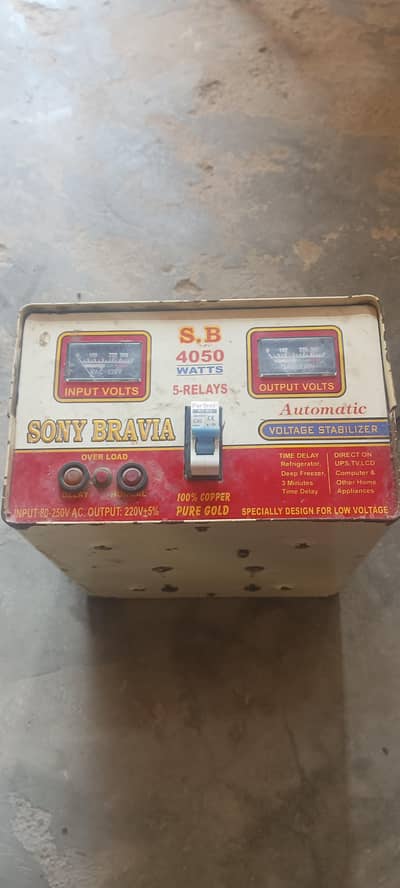 S.B
4050
WATTS
5-RELAYS
INPUT VOLTS
OUTPUT VOLTS
Automatic
VOLTAGE STABILIZER
SONY BRAVIA
OVER LOAD
DELAY
NORMAL
100% COPPER
PURE GOLD
TIME DELAY
Refrigerator,
Deep Freezer,
3 Minutes
Time Delay
DIRECT ON
UPS,TV,LCD
Computer &
Other Home
Appliances
INPUT 80-250V AC. OUTPUT: 220V±5%
SPECIALLY DESIGN FOR LOW VOLTAGE